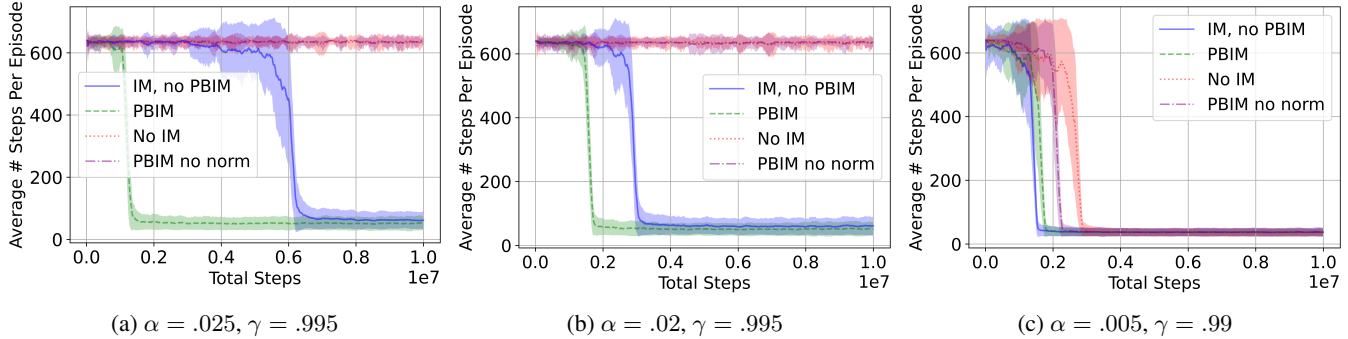 Average # Steps Per Episode
600
400
200
0
IM, no PBIM
PBIM
No IM
PBIM no norm
0.0 0.2 0.4 0.6 0.8 1.0
1e7
Total Steps
(a) α = .025, γ = .995
Average # Steps Per Episode
600
400
200
0
IM, no PBIM
PBIM
No IM
PBIM no norm
0.0 0.2 0.4 0.6 0.8 1.0
1e7
Total Steps
(b) α = .02, γ = .995
Average # Steps Per Episode
600
400
200
0
IM, no PBIM
PBIM
No IM
PBIM no norm
0.0 0.2 0.4 0.6 0.8 1.0
1e7
Total Steps
(c) α = .005, γ = .99